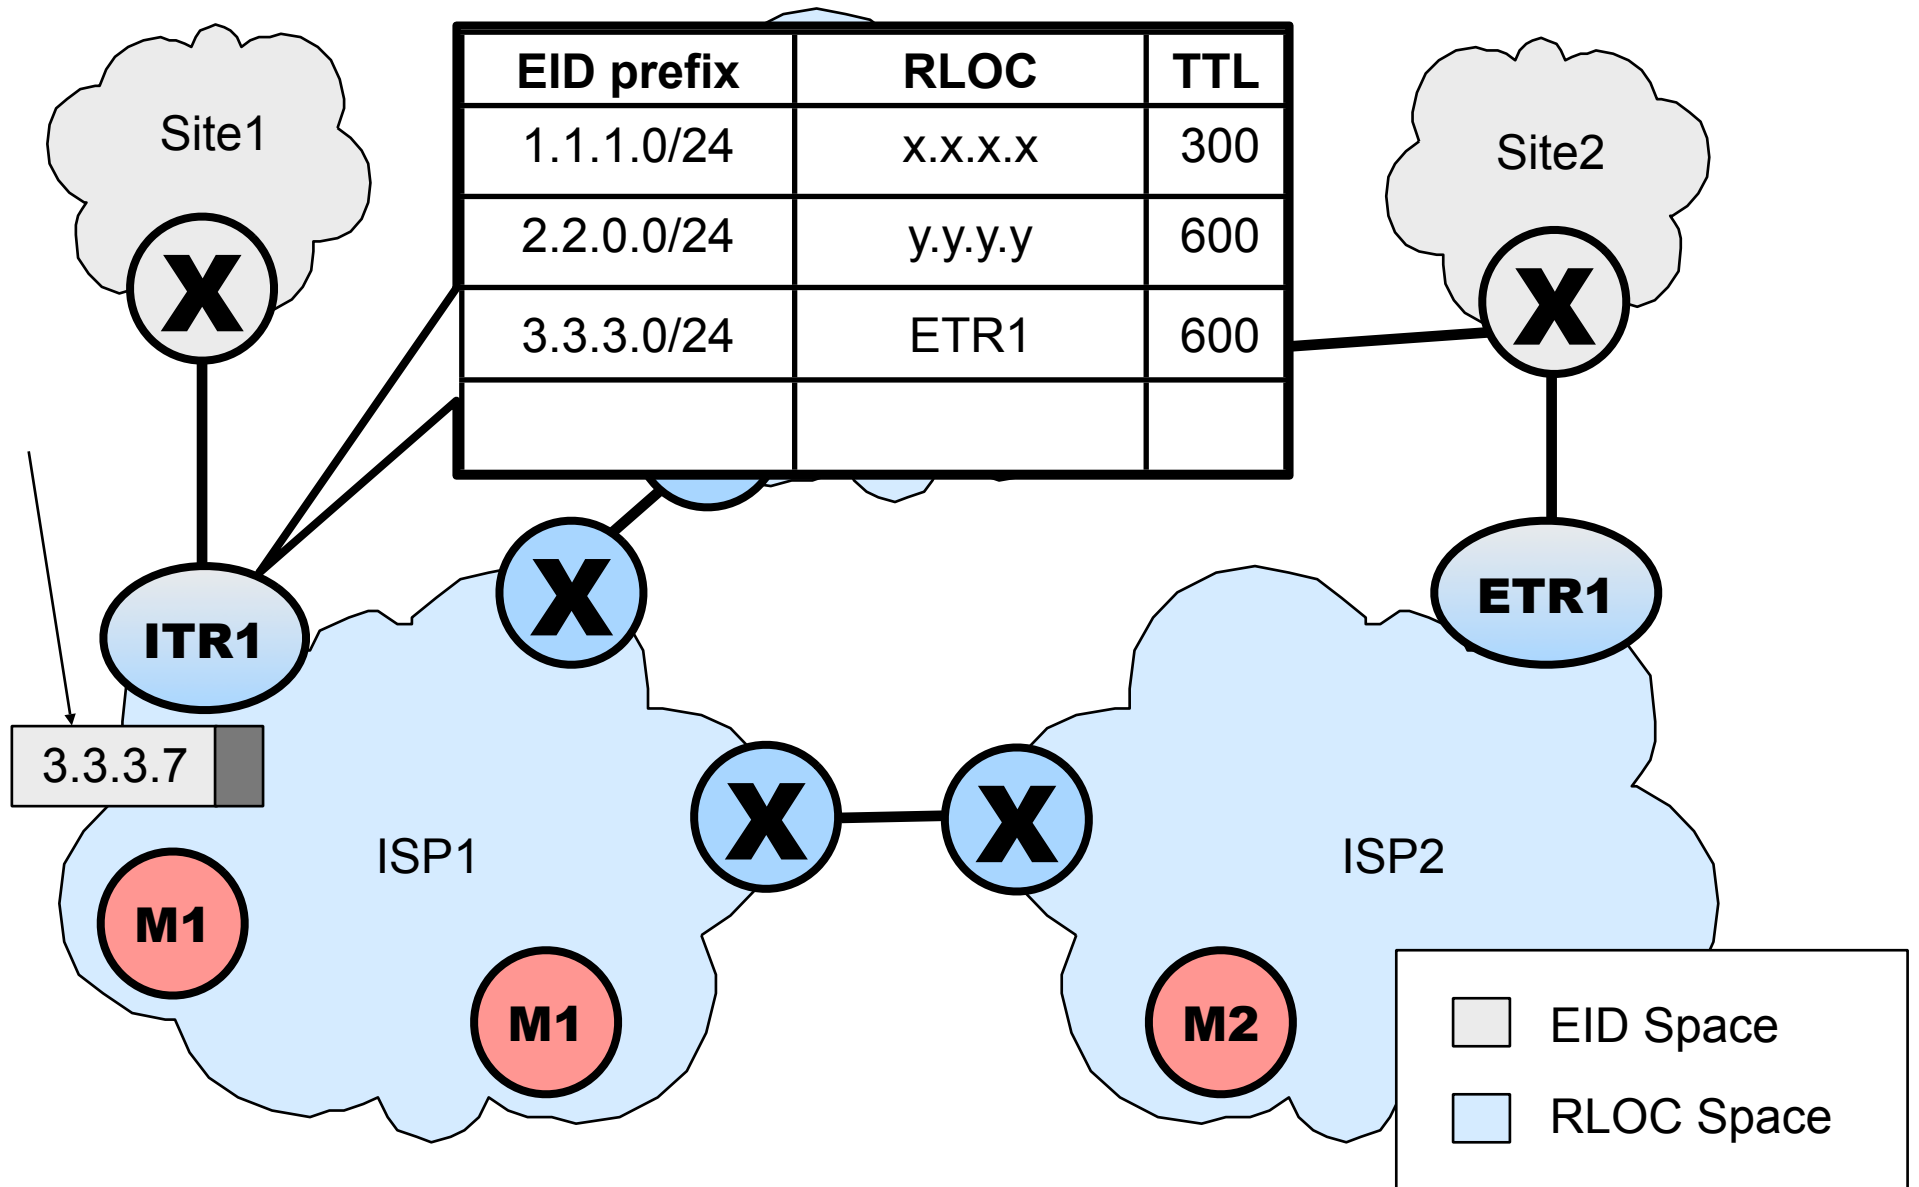 EID prefix RLOC TTL
1.1.1.0/24 x.x.x.x 300
2.2.0.0/24 y.y.y.y 600
3.3.3.0/24 ETR1 600
Site1
Site2
X
X
ITR1
X
ETR1
3.3.3.7
X
X
ISP1
ISP2
M1
M1
M2
EID Space
RLOC Space